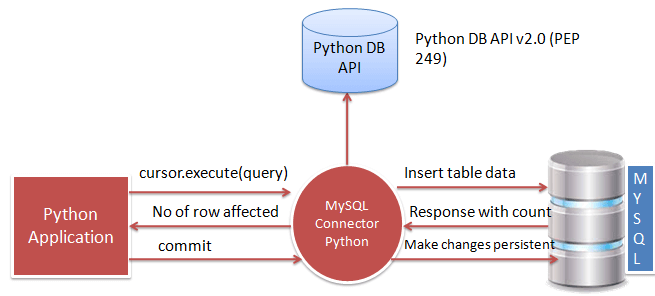 Python DB
API
Python DB API v2.0 (PEP
249)
cursor.execute(query)
Insert table data
Python
Application
No of row affected
MySQL
Connector
Python
Response with count
commit
Make changes persistent
M
Y
S
Q
L